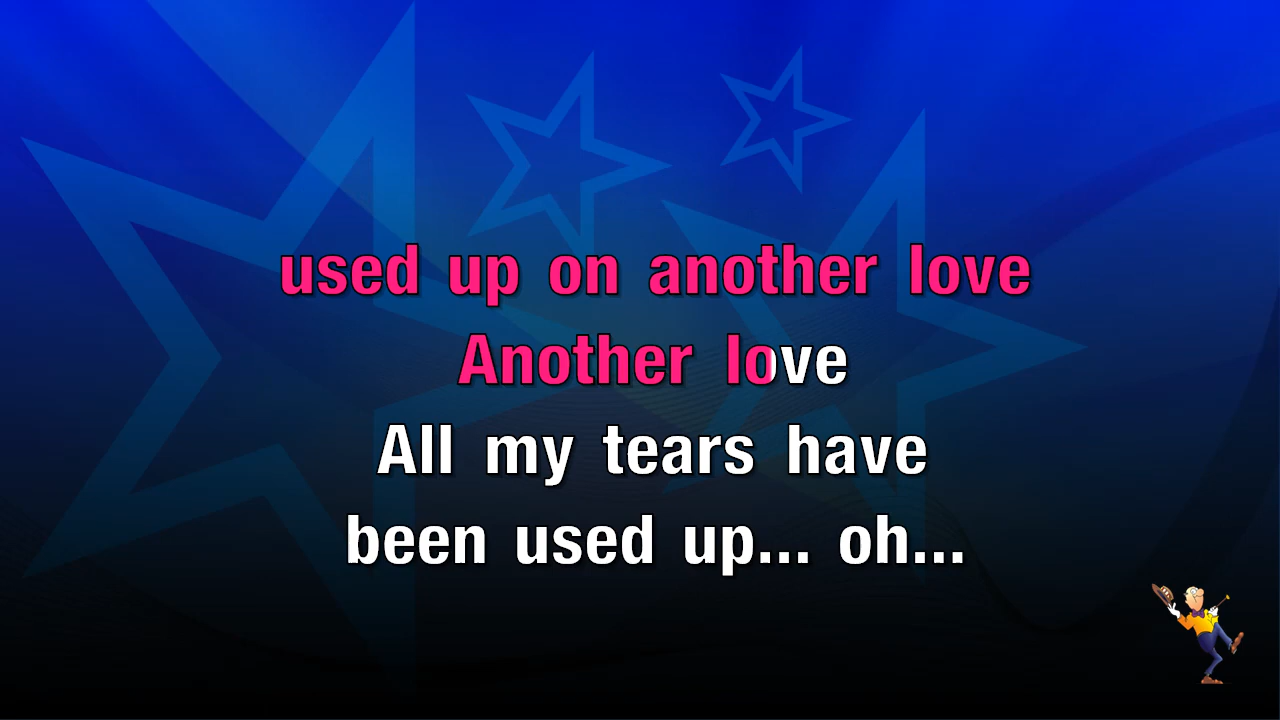 used up on another love
Another love
All my tears have
been used up... oh...